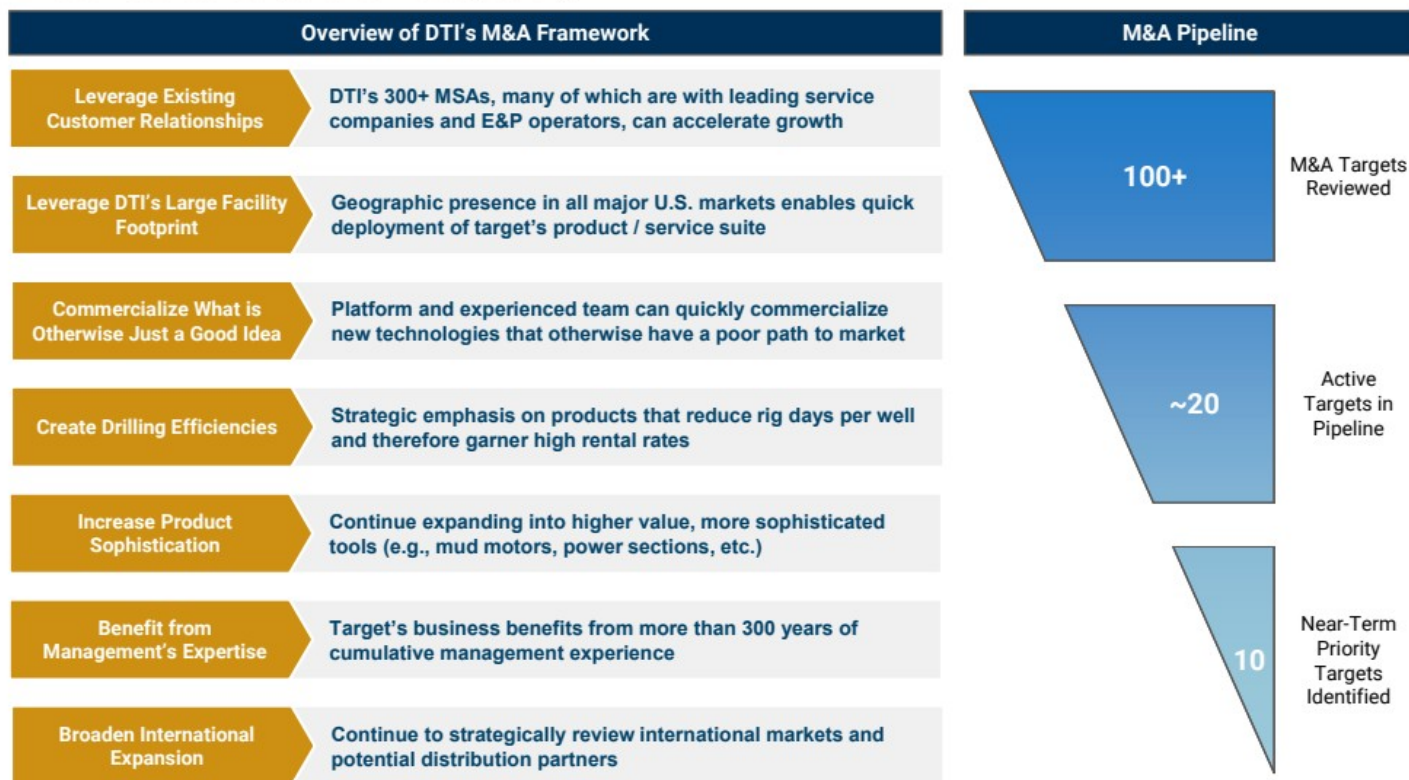 Overview of DTI's M&A Framework
Leverage Existing
Customer Relationships
DTI's 300+ MSAs, many of which are with leading service
companies and E&P operators, can accelerate growth
Leverage DTI's Large Facility
Footprint
Geographic presence in all major U.S. markets enables quick
deployment of target's product / service suite
Commercialize What is
Otherwise Just a Good Idea
Platform and experienced team can quickly commercialize
new technologies that otherwise have a poor path to market
Create Drilling Efficiencies
Strategic emphasis on products that reduce rig days per well
and therefore garner high rental rates
Increase Product
Sophistication
Continue expanding into higher value, more sophisticated
tools (e.g., mud motors, power sections, etc.)
Benefit from
Management's Expertise
Target's business benefits from more than 300 years of
cumulative management experience
Broaden International
Expansion
Continue to strategically review international markets and
potential distribution partners
M&A Pipeline
100+
M&A Targets
Reviewed
~20
Active
Targets in
Pipeline
10
Near-Term
Priority
Targets
Identified